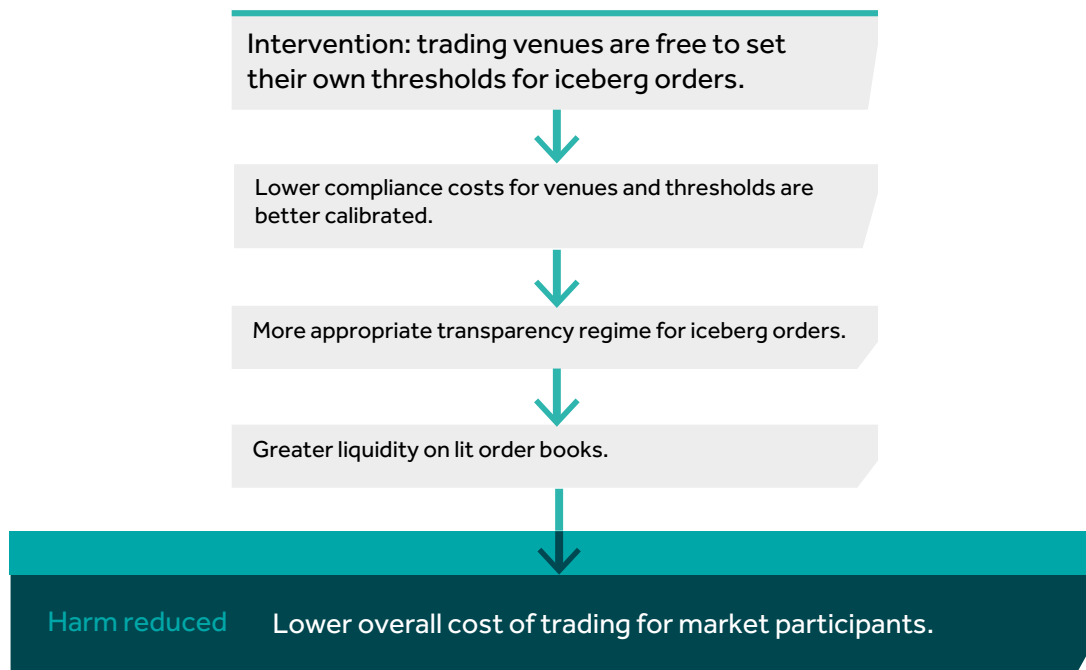 Intervention: trading venues are free to set
their own thresholds for iceberg orders.
Lower compliance costs for venues and thresholds are
better calibrated.
More appropriate transparency regime for iceberg orders.
Greater liquidity on lit order books.
Harm reduced Lower overall cost of trading for market participants.